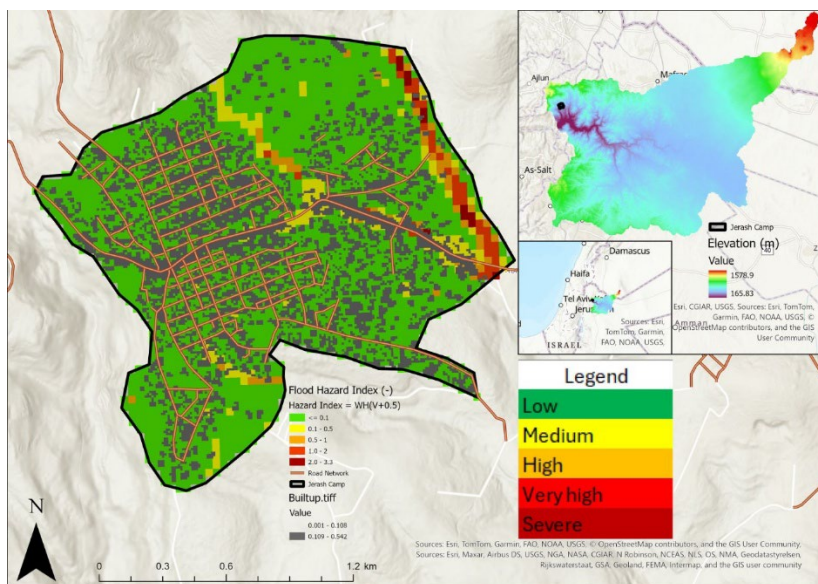 Ajlun
Mafraq
As-Salt
Jerash Camp
Elevation (m)
Value
40
1578.9
165.83
Damascus
Haifa
Tel Aviv
Jerusalem
ISRAEL
Amman
Sources: Esri,
TomTom, Garmin,
FAO, NOAA, USGS,
Esri, CGIAR, USGS, Sources: Esri, TomTom,
Garmin, FAO, NOAA, USGS, ©
OpenStreetMap contributors, and the GIS
User Community
Flood Hazard Index (-)
Hazard Index = WH(V+0.5)
<= 0.1
0.1 - 0.5
0.5 - 1
1.0 - 2
2.0 - 3.3
Road Network
Jerash Camp
Builtup.tiff
Value
0.001 - 0.108
0.109 - 0.542
Legend
Low
Medium
High
Very high
Severe
N
0
0.3
0.6
1.2 km
Sources: Esri, TomTom, Garmin, FAO, NOAA, USGS, © OpenStreetMap contributors, and the GIS User Community.
Sources: Esri, Maxar, Airbus DS, USGS, NGA, NASA, CGIAR, N Robinson, NCEAS, NLS, OS, NMA, Geodatastyrelsen,
Rijkswaterstaat, GSA, Geoland, FEMA, Intermap, and the GIS user community